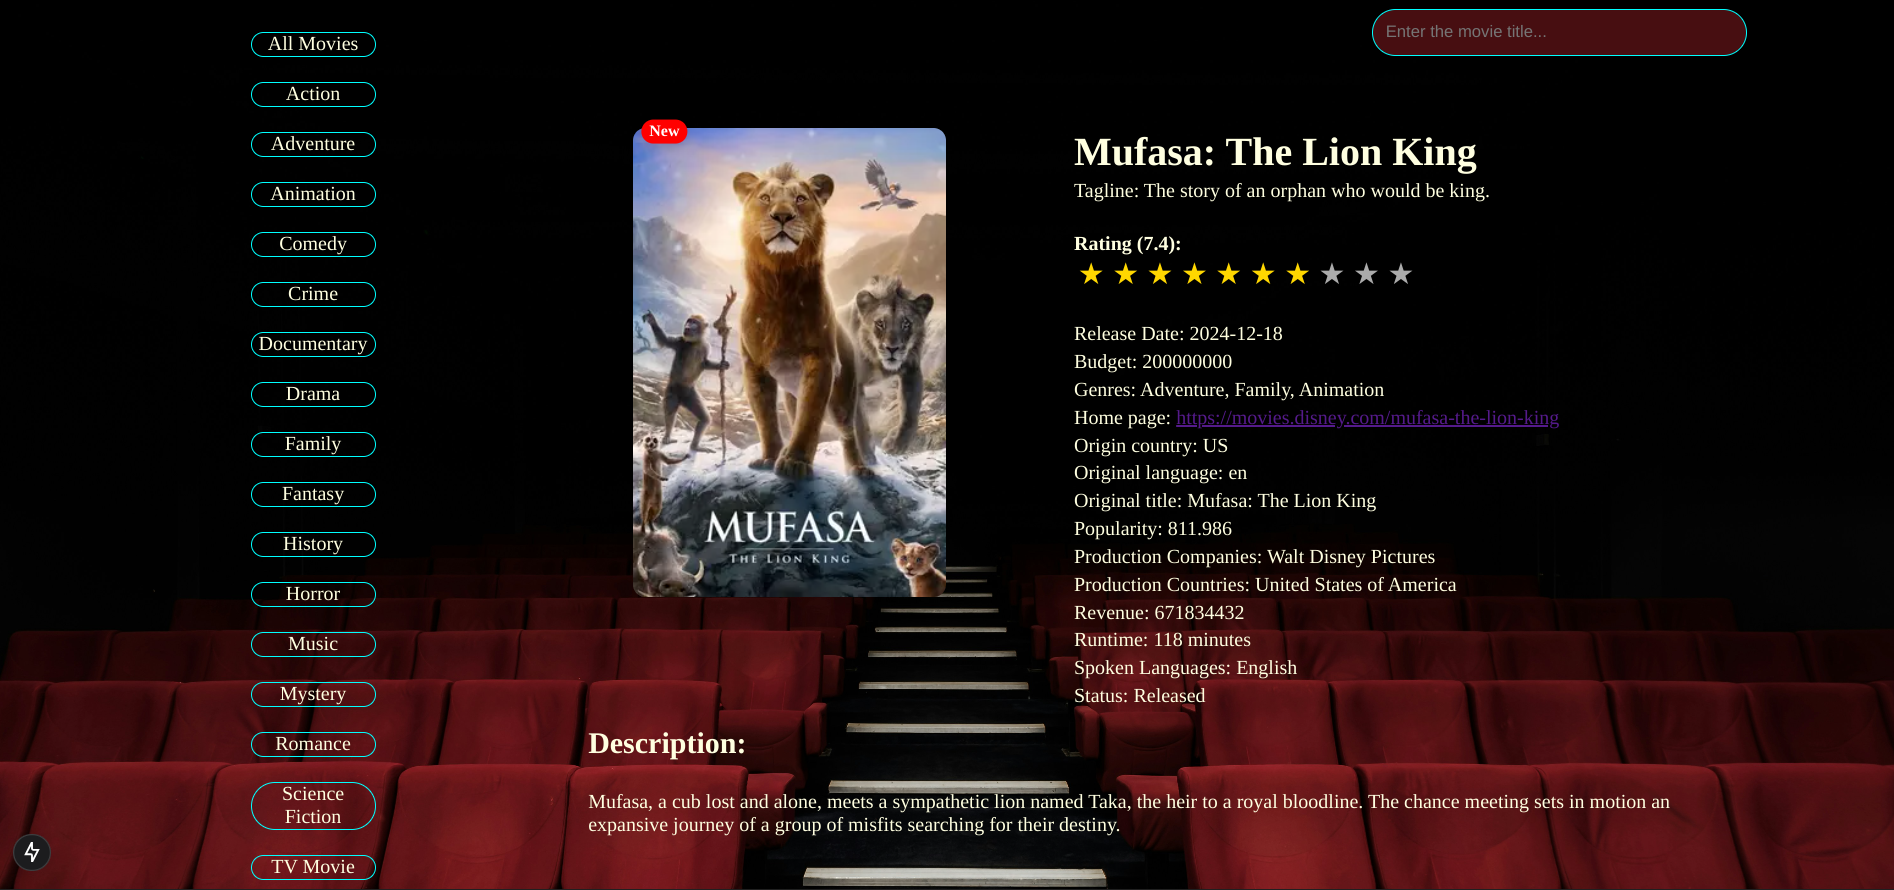 All Movies
Action
Adventure
Animation
Comedy
Crime
Documentary
Drama
Family
Fantasy
History
Horror
Music
Mystery
Romance
Science
Fiction
TV Movie
Enter the movie title...
New
MUFASA
THE LION KING
Mufasa: The Lion King
Tagline: The story of an orphan who would be king.
Rating (7.4):
Release Date: 2024-12-18
Budget: 200000000
Genres: Adventure, Family, Animation
Home page: https://movies.disney.com/mufasa-the-lion-king
Origin country: US
Original language: en
Original title: Mufasa: The Lion King
Popularity: 811.986
Production Companies: Walt Disney Pictures
Production Countries: United States of America
Revenue: 671834432
Runtime: 118 minutes
Spoken Languages: English
Status: Released
Description:
Mufasa, a cub lost and alone, meets a sympathetic lion named Taka, the heir to a royal bloodline. The chance meeting sets in motion an
expansive journey of a group of misfits searching for their destiny.